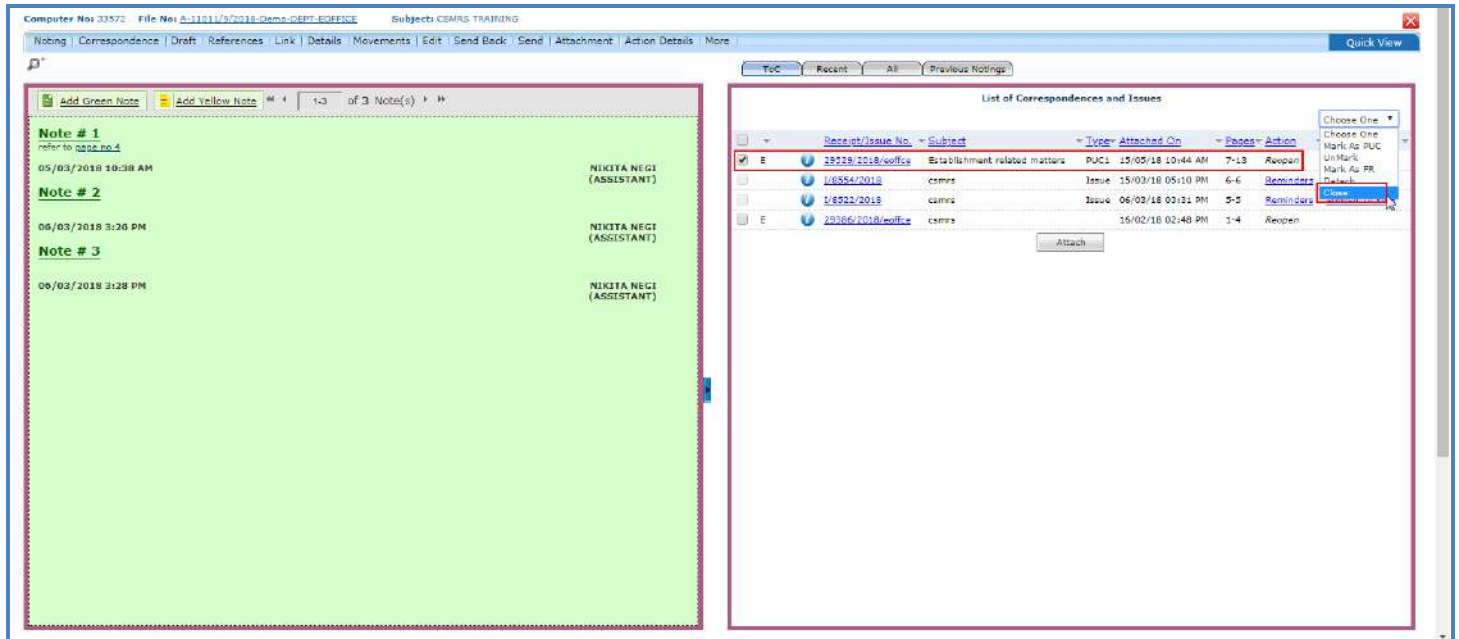 Computer No: 33572 File No: A-11011/9/2018-Demo-DEPT-EOFFICE Subject: CSMRS TRAINING
Noting | Correspondence | Draft | References | Link | Details | Movements | Edit | Send Back | Send | Attachment | Action Details | More
Quick View
ToC Recent All Previous Notings
Add Green Note Add Yellow Note 1-3 of 3 Note(s)
List of Correspondences and Issues
Choose One
Note # 1
refer to page no 4
05/03/2018 10:38 AM NIKITA NEGI
(ASSISTANT)
Note # 2
06/03/2018 3:26 PM NIKITA NEGI
(ASSISTANT)
Note # 3
06/03/2018 3:28 PM NIKITA NEGI
(ASSISTANT)
Receipt/Issue No. Subject Type Attached On Pages Action
E 29529/2018/eoffice Establishment related matters PUC1 15/05/18 10:44 AM 7-13 Reopen
I/8554/2018 csmrs Issue 15/03/18 05:10 PM 6-6 Reminders
I/8522/2018 csmrs Issue 06/03/18 03:31 PM 5-5 Reminders
E 29386/2018/eoffice csmrs 16/02/18 02:48 PM 1-4 Reopen
Choose One
Mark As PUC
UnMark
Mark As FR
Detach
Close
Attach